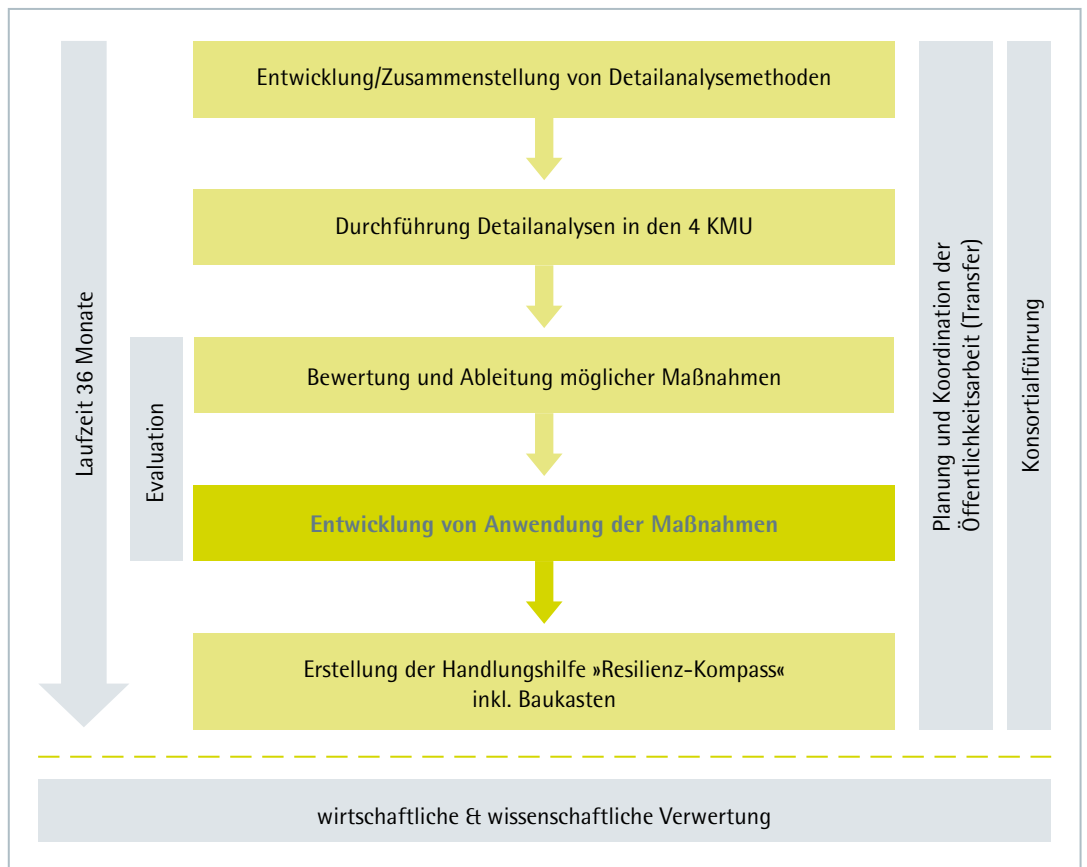 Entwicklung/Zusammenstellung von Detailanalysemethoden
Durchführung Detailanalysen in den 4 KMU
Bewertung und Ableitung möglicher Maßnahmen
Entwicklung von Anwendung der Maßnahmen
Erstellung der Handlungshilfe »Resilienz-Kompass«
inkl. Baukasten
Laufzeit 36 Monate
Evaluation
Planung und Koordination der
Öffentlichkeitsarbeit (Transfer)
Konsortialführung
wirtschaftliche & wissenschaftliche Verwertung